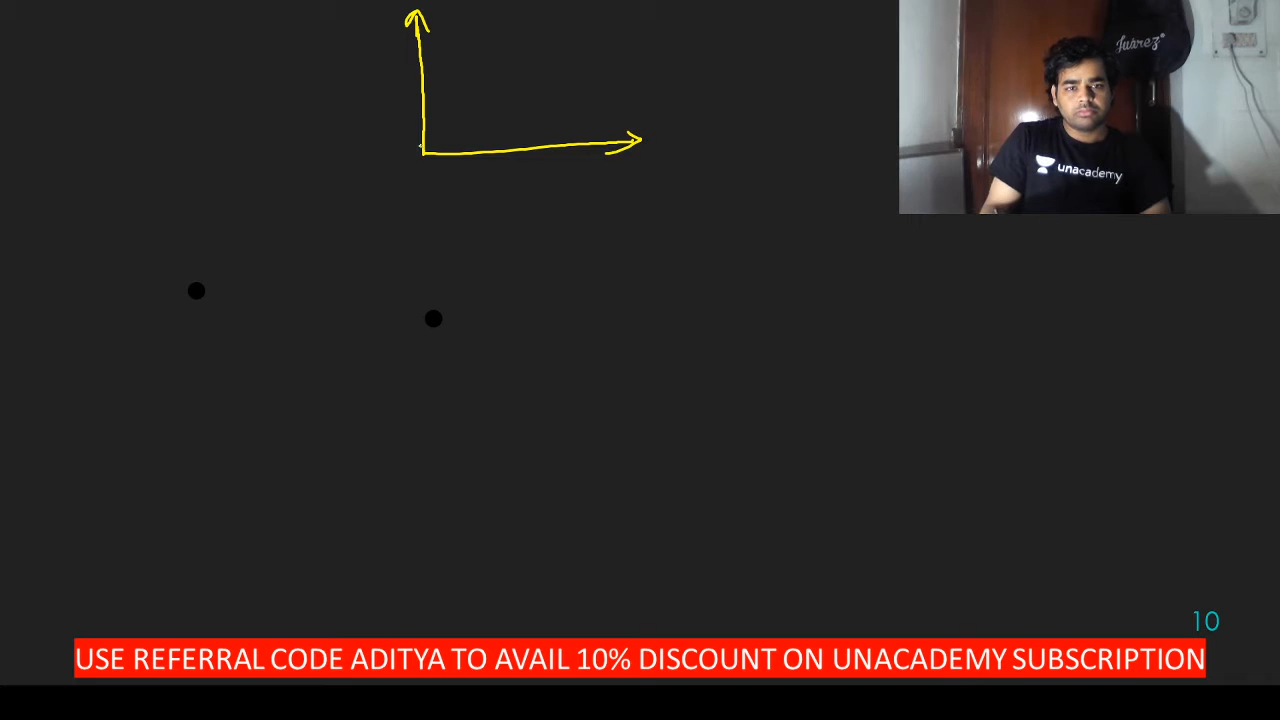 Juarez
unacademy
10
USE REFERRAL CODE ADITYA TO AVAIL 10% DISCOUNT ON UNACADEMY SUBSCRIPTION